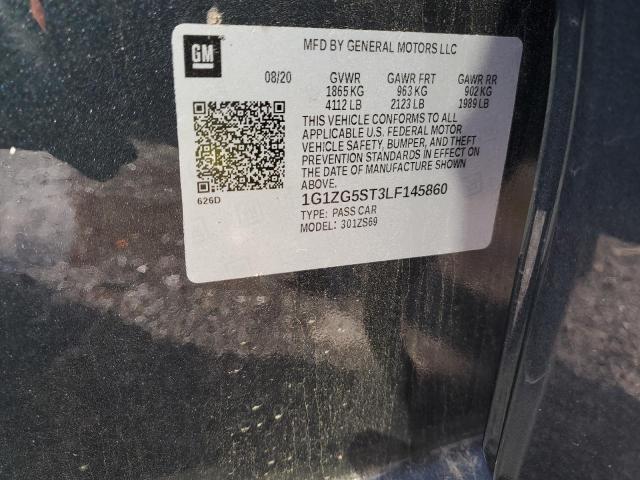 GM
MFD BY GENERAL MOTORS LLC
08/20 GVWR GAWR FRT GAWR RR
1865 KG 963 KG 902 KG
4112 LB 2123 LB 1989 LB
THIS VEHICLE CONFORMS TO ALL
APPLICABLE U.S. FEDERAL MOTOR
VEHICLE SAFETY, BUMPER, AND THEFT
PREVENTION STANDARDS IN EFFECT ON
THE DATE OF MANUFACTURE SHOWN
ABOVE.
626D
1G1ZG5ST3LF145860
TYPE: PASS CAR
MODEL: 301ZS69